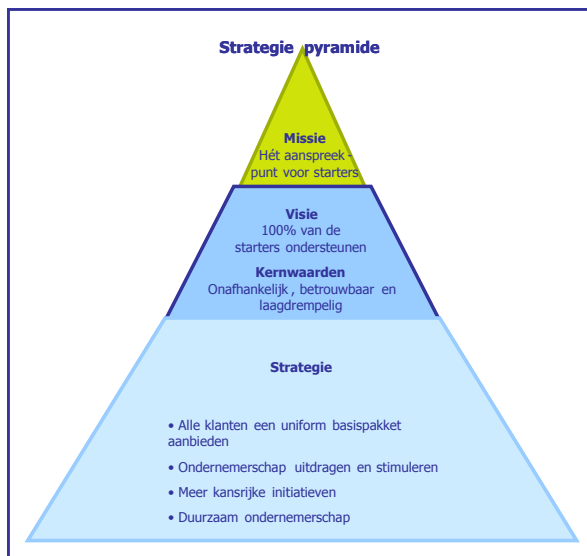 Strategie pyramide
Missie
Hét aanspreek-
punt voor starters
Visie
100% van de
starters ondersteunen
Kernwaarden
Onafhankelijk, betrouwbaar en
laagdrempelig
Strategie
• Alle klanten een uniform basispakket
aanbieden
• Ondernemerschap uitdragen en stimuleren
• Meer kansrijke initiatieven
• Duurzaam ondernemerschap